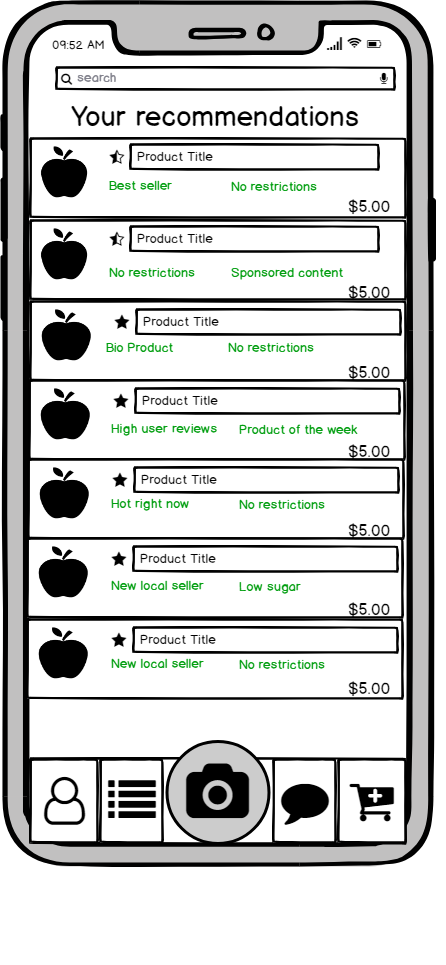 09:52 AM
search
Your recommendations
Product Title
Best seller No restrictions
$5.00
Product Title
No restrictions Sponsored content
$5.00
Product Title
Bio Product No restrictions
$5.00
Product Title
High user reviews Product of the week
$5.00
Product Title
Hot right now No restrictions
$5.00
Product Title
New local seller Low sugar
$5.00
Product Title
New local seller No restrictions
$5.00